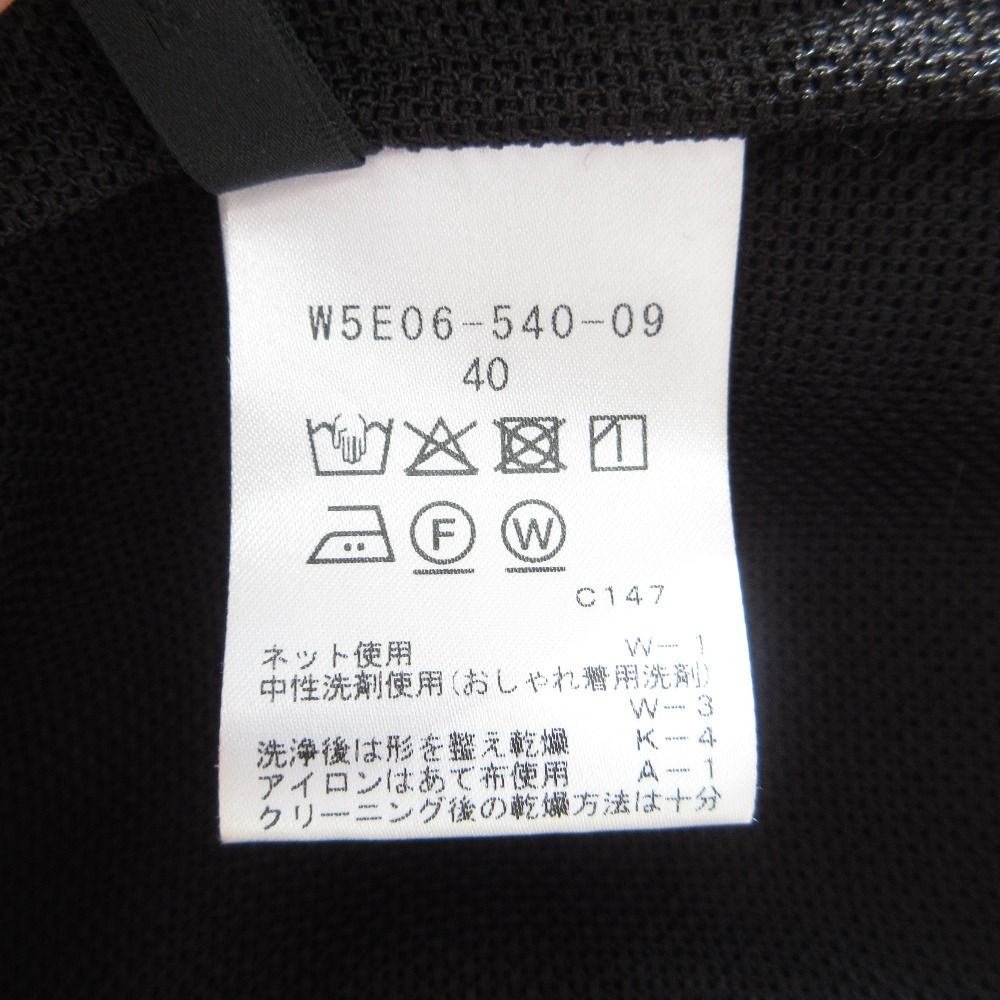 W5E06-540-09
40
F W
C147
ネット使用 W-1
中性洗剤使用(おしゃれ着用洗剤)
W-3
洗浄後は形を整え乾燥 K-4
アイロンはあて布使用 A-1
クリーニング後の乾燥方法は十分